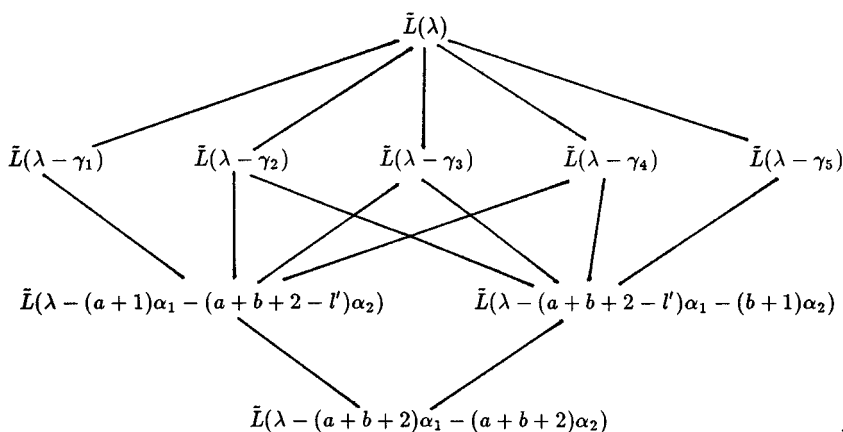 L̃(λ)
L̃(λ − γ₁) L̃(λ − γ₂) L̃(λ − γ₃) L̃(λ − γ₄) L̃(λ − γ₅)
L̃(λ − (a + 1)α₁ − (a + b + 2 − l′)α₂) L̃(λ − (a + b + 2 − l′)α₁ − (b + 1)α₂)
L̃(λ − (a + b + 2)α₁ − (a + b + 2)α₂)